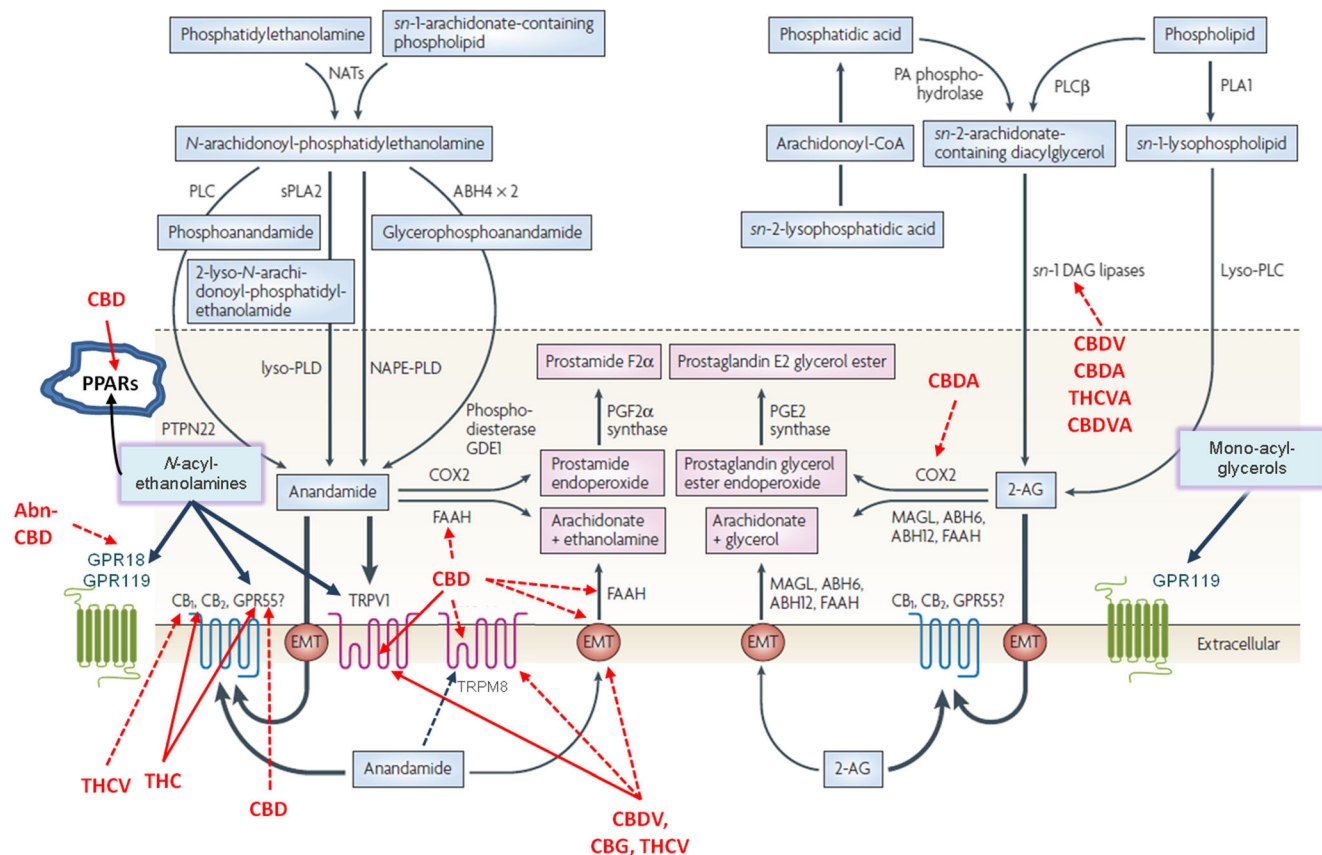 Phosphatidylethanolamine
sn-1-arachidonate-containing
phospholipid
NATs
N-arachidonoyl-phosphatidylethanolamine
PLC
sPLA2
ABH4 × 2
Phosphoanandamide
Glycerophosphoanandamide
2-lyso-N-arachi-
donoyl-phosphatidyl-
ethanolamide
Phosphatidic acid
Phospholipid
PA phospho-
hydrolase
PLCβ
PLA1
Arachidonoyl-CoA
sn-2-arachidonate-
containing diacylglycerol
sn-1-lysophospholipid
sn-2-lysophosphatidic acid
sn-1 DAG lipases
Lyso-PLC
CBD
PPARs
lyso-PLD
NAPE-PLD
Prostamide F2α
Prostaglandin E2 glycerol ester
CBDV
CBDA
THCVA
CBDVA
CBDA
PTPN22
Phospho-
diesterase
GDE1
PGF2α
synthase
PGE2
synthase
N-acyl-
ethanolamines
Mono-acyl-
glycerols
Anandamide
COX2
Prostamide
endoperoxide
Prostaglandin glycerol
ester endoperoxide
COX2
2-AG
FAAH
Arachidonate
+ ethanolamine
Arachidonate
+ glycerol
MAGL, ABH6,
ABH12, FAAH
Abn-
CBD
GPR18
GPR119
CBD
FAAH
MAGL, ABH6,
ABH12, FAAH
GPR119
CB1, CB2, GPR55?
TRPV1
CB1, CB2, GPR55?
EMT
EMT
EMT
EMT
Extracellular
TRPM8
Anandamide
2-AG
THCV
THC
CBD
CBDV,
CBG, THCV